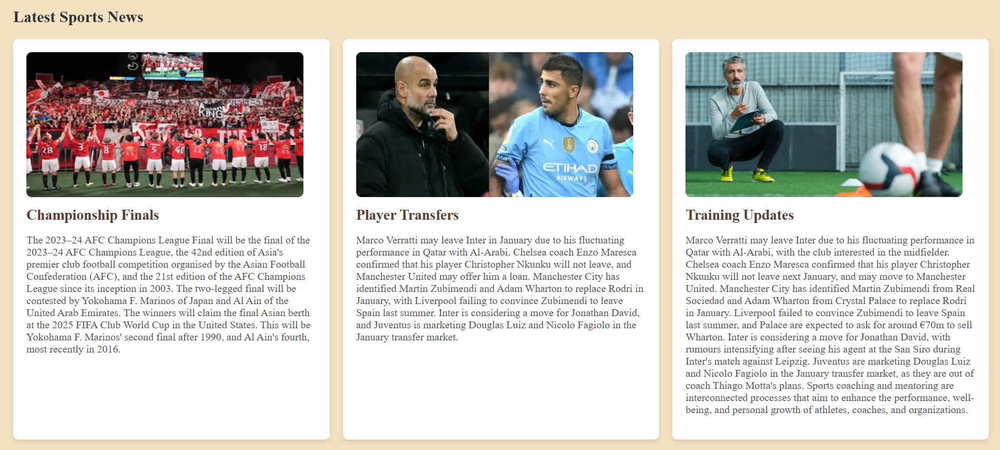 Latest Sports News
Asian
KING
28
3
8
5
40
18
ETIHAD
AIRWAYS
Championship Finals
The 2023–24 AFC Champions League Final will be the final of the
2023–24 AFC Champions League, the 42nd edition of Asia's
premier club football competition organised by the Asian Football
Confederation (AFC), and the 21st edition of the AFC Champions
League since its inception in 2003. The two-legged final will be
contested by Yokohama F. Marinos of Japan and Al Ain of the
United Arab Emirates. The winners will claim the final Asian berth
at the 2025 FIFA Club World Cup in the United States. This will be
Yokohama F. Marinos' second final after 1990, and Al Ain's fourth,
most recently in 2016.
Player Transfers
Marco Verratti may leave Inter in January due to his fluctuating
performance in Qatar with Al-Arabi. Chelsea coach Enzo Maresca
confirmed that his player Christopher Nkunku will not leave, and
Manchester United may offer him a loan. Manchester City has
identified Martin Zubimendi and Adam Wharton to replace Rodri in
January, with Liverpool failing to convince Zubimendi to leave
Spain last summer. Inter is considering a move for Jonathan David,
and Juventus is marketing Douglas Luiz and Nicolo Fagiolo in the
January transfer market.
Training Updates
Marco Verratti may leave Inter due to his fluctuating performance in
Qatar with Al-Arabi, with the club interested in the midfielder.
Chelsea coach Enzo Maresca confirmed that his player Christopher
Nkunku will not leave next January, and may move to Manchester
United. Manchester City has identified Martin Zubimendi from Real
Sociedad and Adam Wharton from Crystal Palace to replace Rodri
in January. Liverpool failed to convince Zubimendi to leave Spain
last summer, and Palace are expected to ask for around €70m to sell
Wharton. Inter is considering a move for Jonathan David, with
rumours intensifying after seeing his agent at the San Siro during
Inter's match against Leipzig. Juventus are marketing Douglas Luiz
and Nicolo Fagiolo in the January transfer market, as they are out of
coach Thiago Motta's plans. Sports coaching and mentoring are
interconnected processes that aim to enhance the performance, well-
being, and personal growth of athletes, coaches, and organizations.